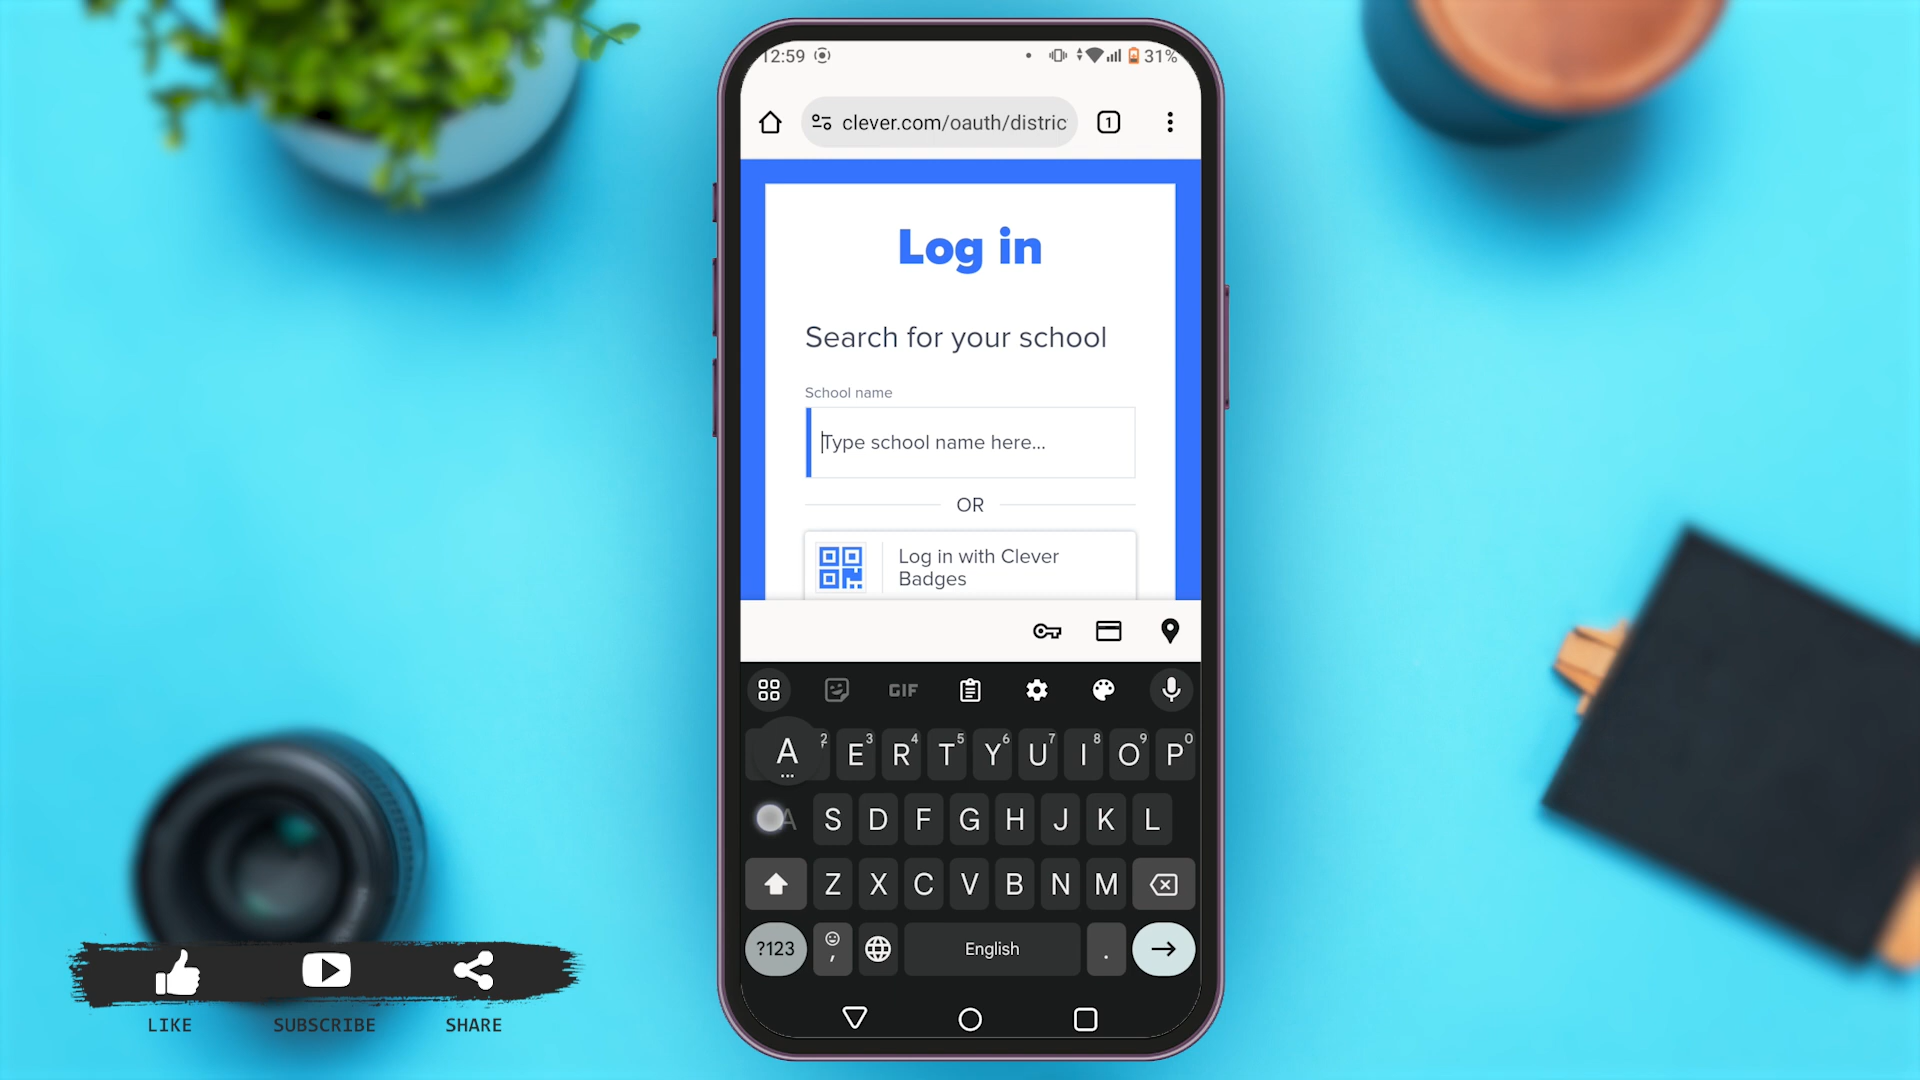 12:59
31%
clever.com/oauth/distric
1
Log in
Search for your school
School name
Type school name here...
OR
Log in with Clever
Badges
GIF
A
...
2 E 3 R 4 T 5 Y 6 U 7 I 8 O 9 P 0
A S D F G H J K L
Z X C V B N M
?123 , English .
LIKE SUBSCRIBE SHARE